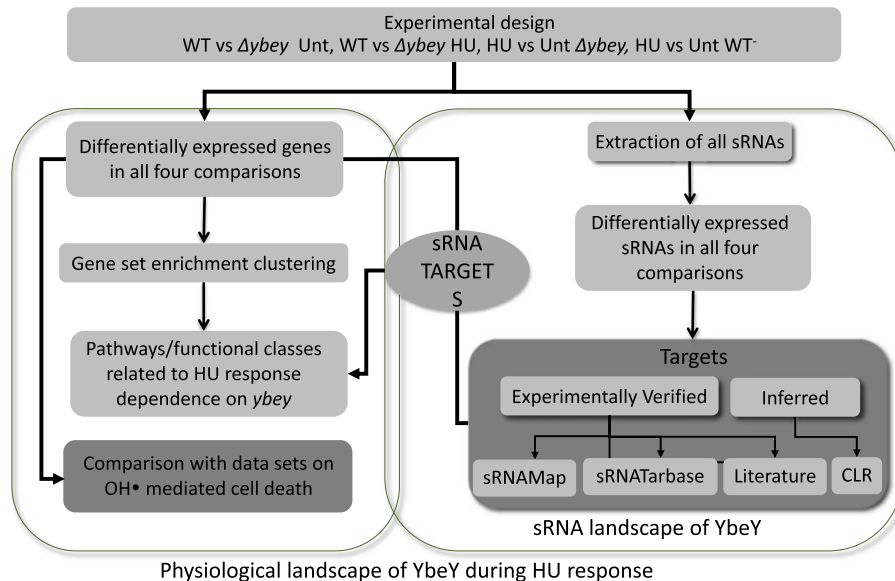 Experimental design
WT vs Δybey Unt, WT vs Δybey HU, HU vs Unt Δybey, HU vs Unt WT-
Differentially expressed genes
in all four comparisons
Gene set enrichment clustering
Pathways/functional classes
related to HU response
dependence on ybey
Comparison with data sets on
OH• mediated cell death
sRNA
TARGET
S
Extraction of all sRNAs
Differentially expressed
sRNAs in all four
comparisons
Targets
Experimentally Verified
Inferred
sRNAMap
sRNATarbase
Literature
CLR
sRNA landscape of YbeY
Physiological landscape of YbeY during HU response